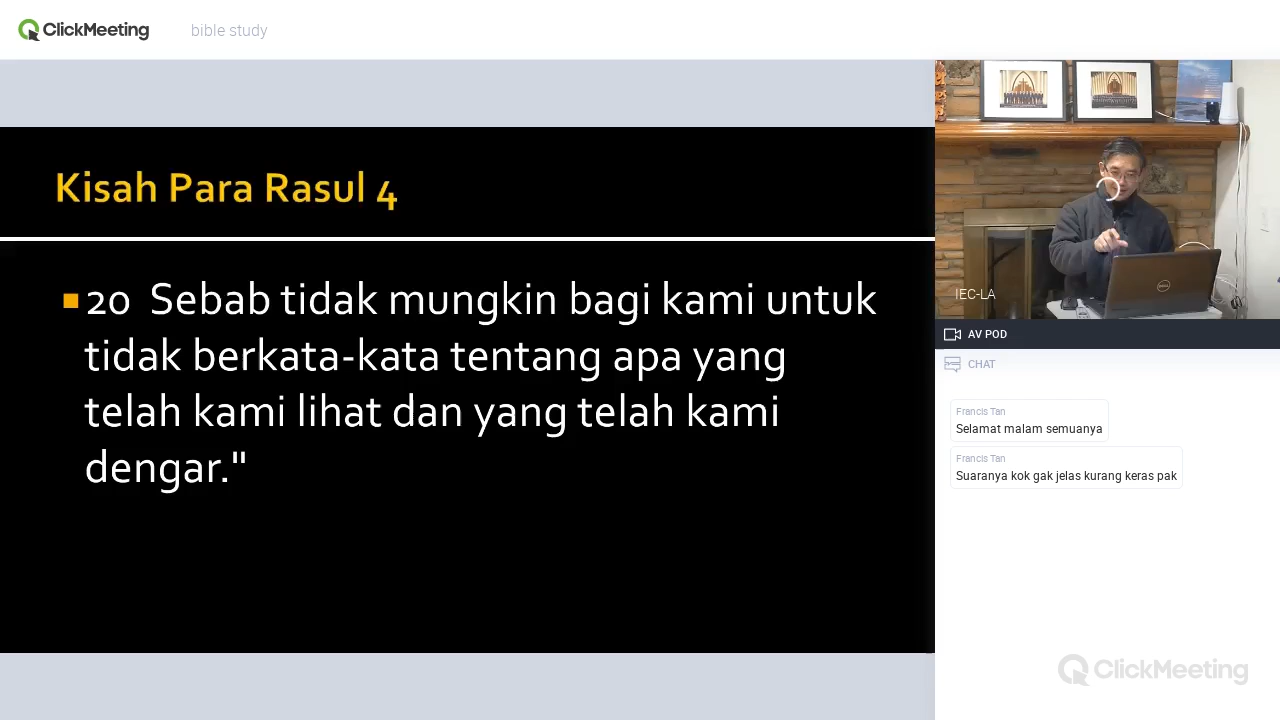 ClickMeeting
bible study
Kisah Para Rasul 4
20 Sebab tidak mungkin bagi kami untuk
tidak berkata-kata tentang apa yang
telah kami lihat dan yang telah kami
dengar."
IEC-LA
DELL
AV POD
CHAT
Francis Tan
Selamat malam semuanya
Francis Tan
Suaranya kok gak jelas kurang keras pak
ClickMeeting